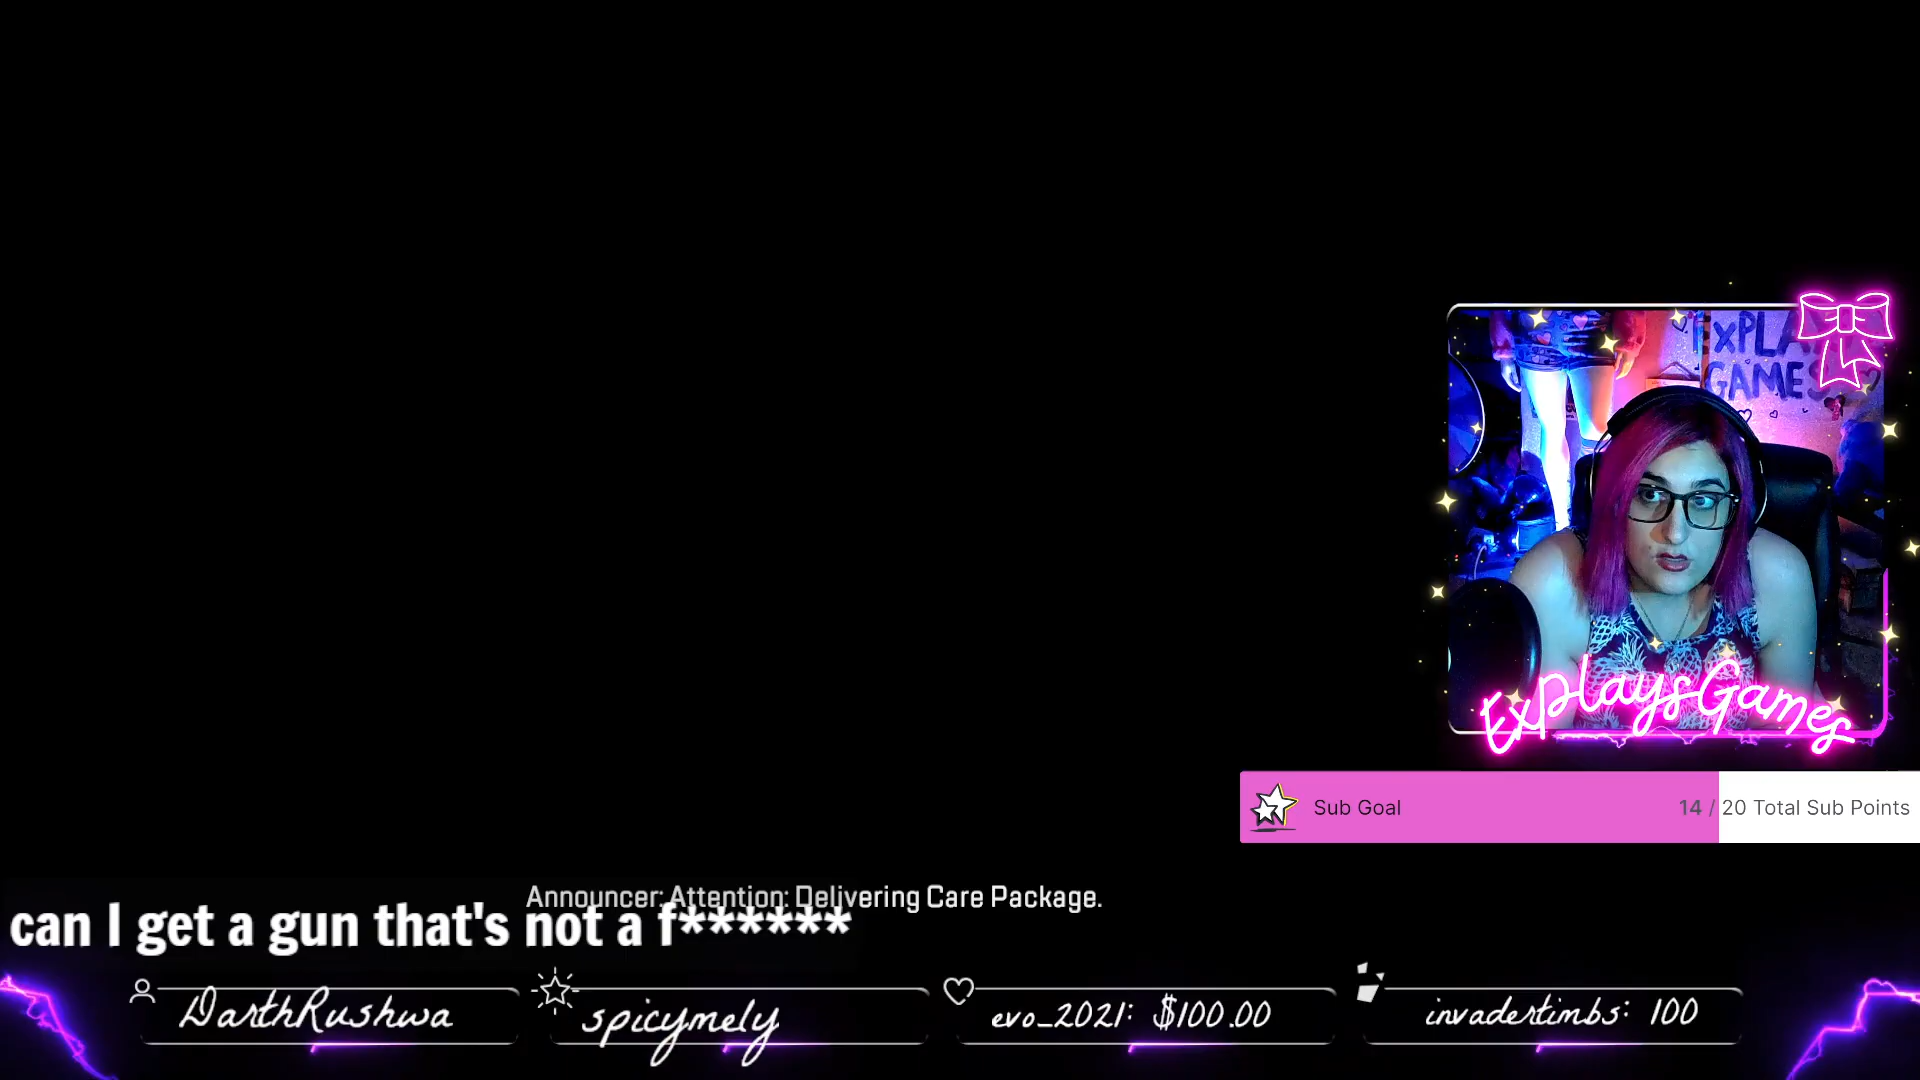 xPLA
GAMES
ExplaysGames
Sub Goal
14 / 20 Total Sub Points
Announcer: Attention: Delivering Care Package.
can I get a gun that's not a f******
DarthRushwa
spicymely
evo_2021: $100.00
invadertimbs: 100